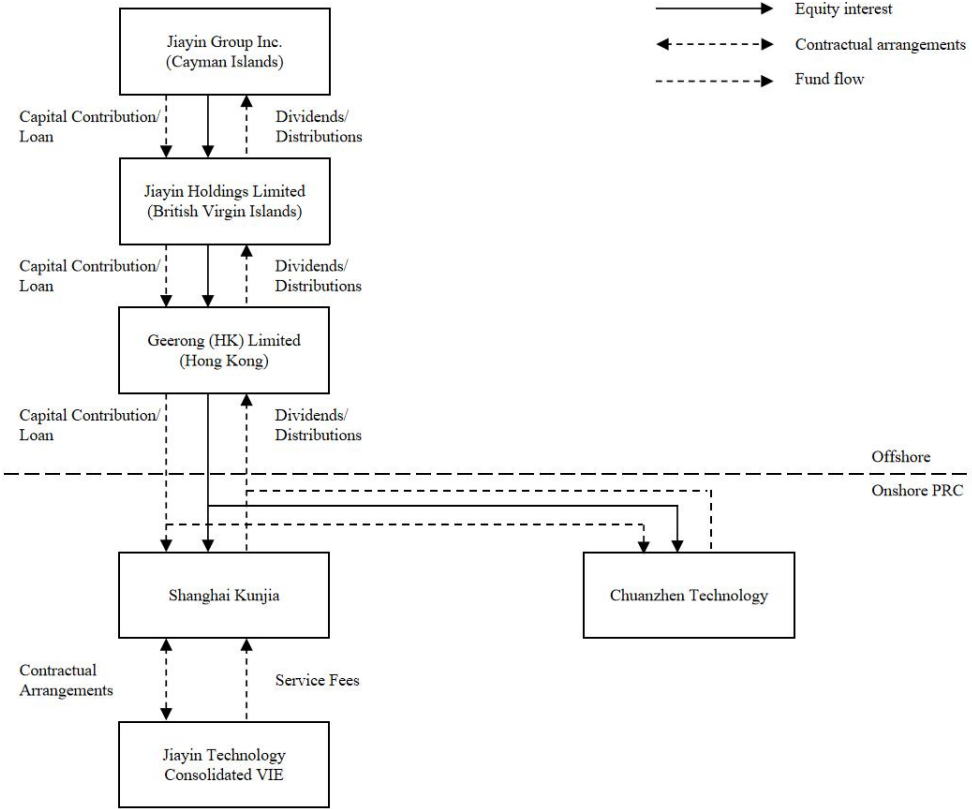 Equity interest
Contractual arrangements
Fund flow
Jiayin Group Inc.
(Cayman Islands)
Capital Contribution/
Loan
Dividends/
Distributions
Jiayin Holdings Limited
(British Virgin Islands)
Capital Contribution/
Loan
Dividends/
Distributions
Geerong (HK) Limited
(Hong Kong)
Capital Contribution/
Loan
Dividends/
Distributions
Offshore
Onshore PRC
Shanghai Kunjia
Chuanzhen Technology
Contractual
Arrangements
Service Fees
Jiayin Technology
Consolidated VIE